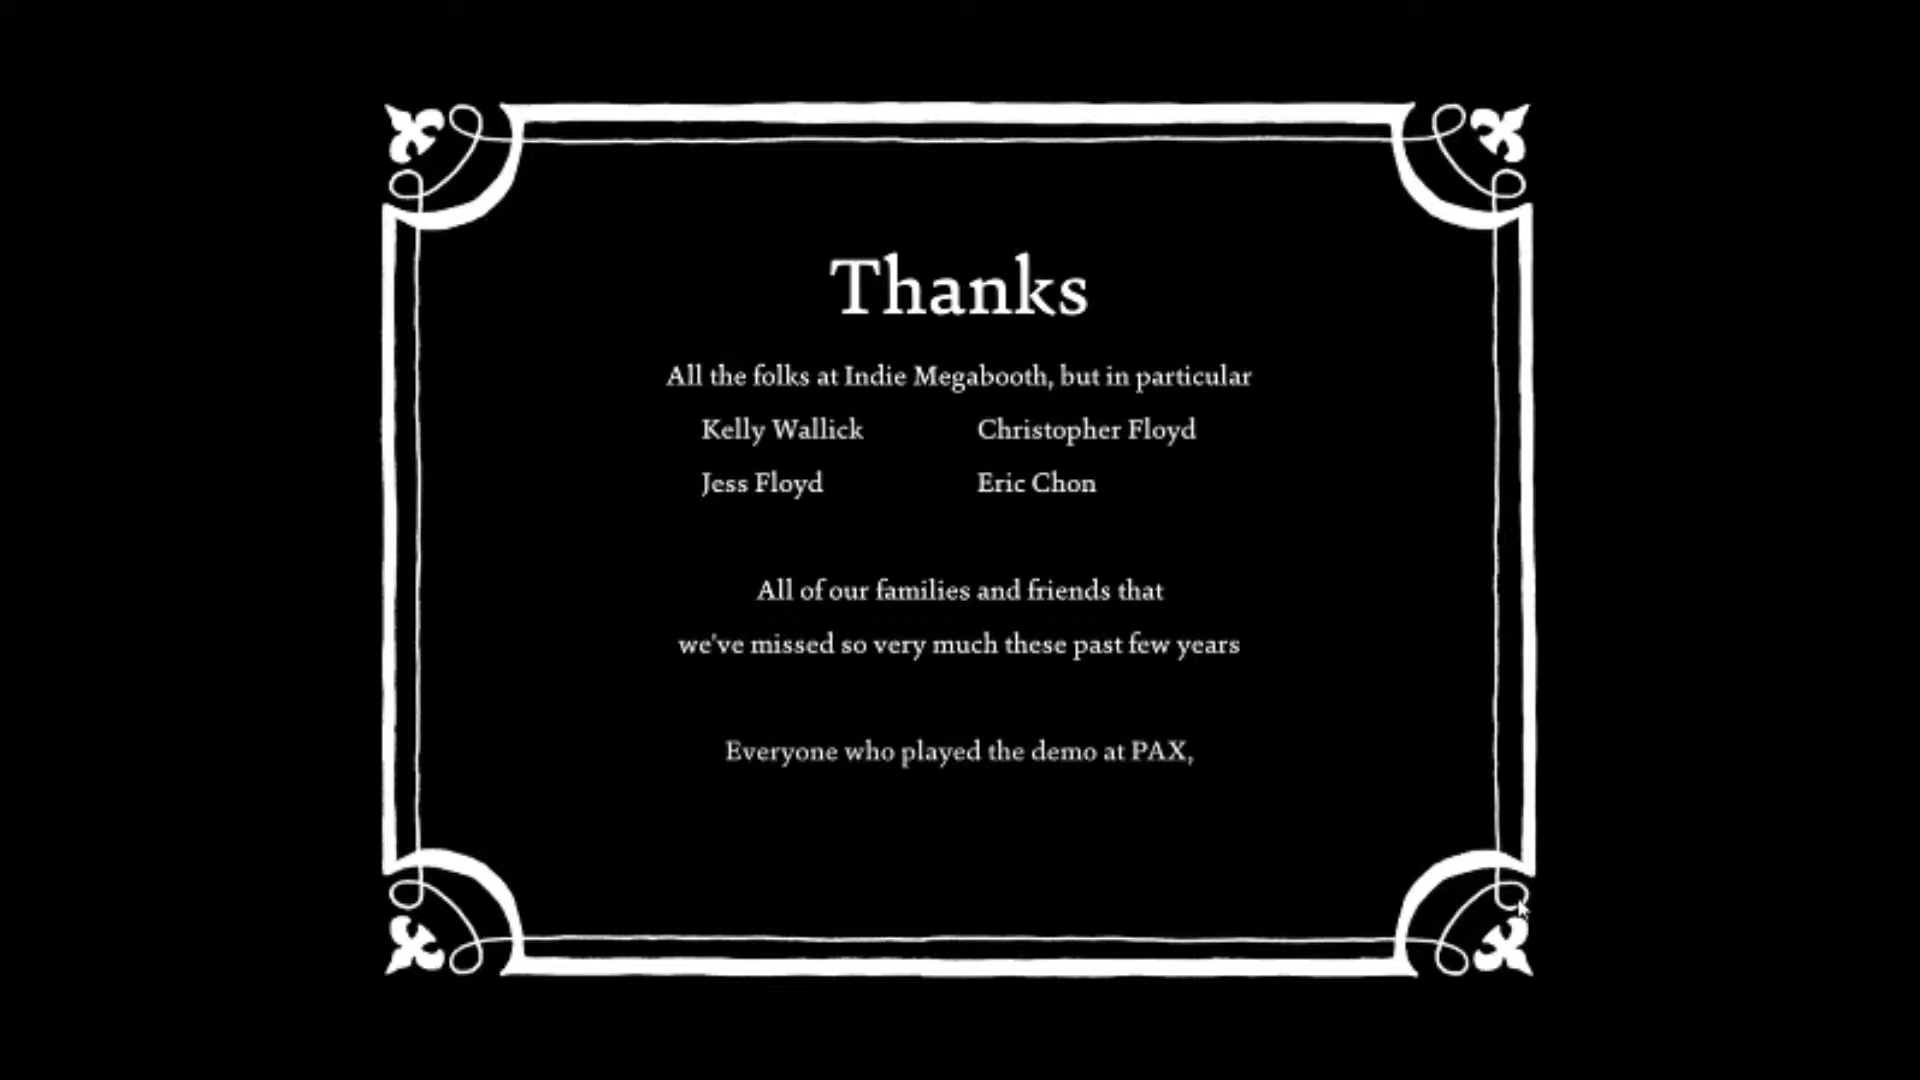 Thanks
All the folks at Indie Megabooth, but in particular
Kelly Wallick Christopher Floyd
Jess Floyd Eric Chon
All of our families and friends that
we've missed so very much these past few years
Everyone who played the demo at PAX,